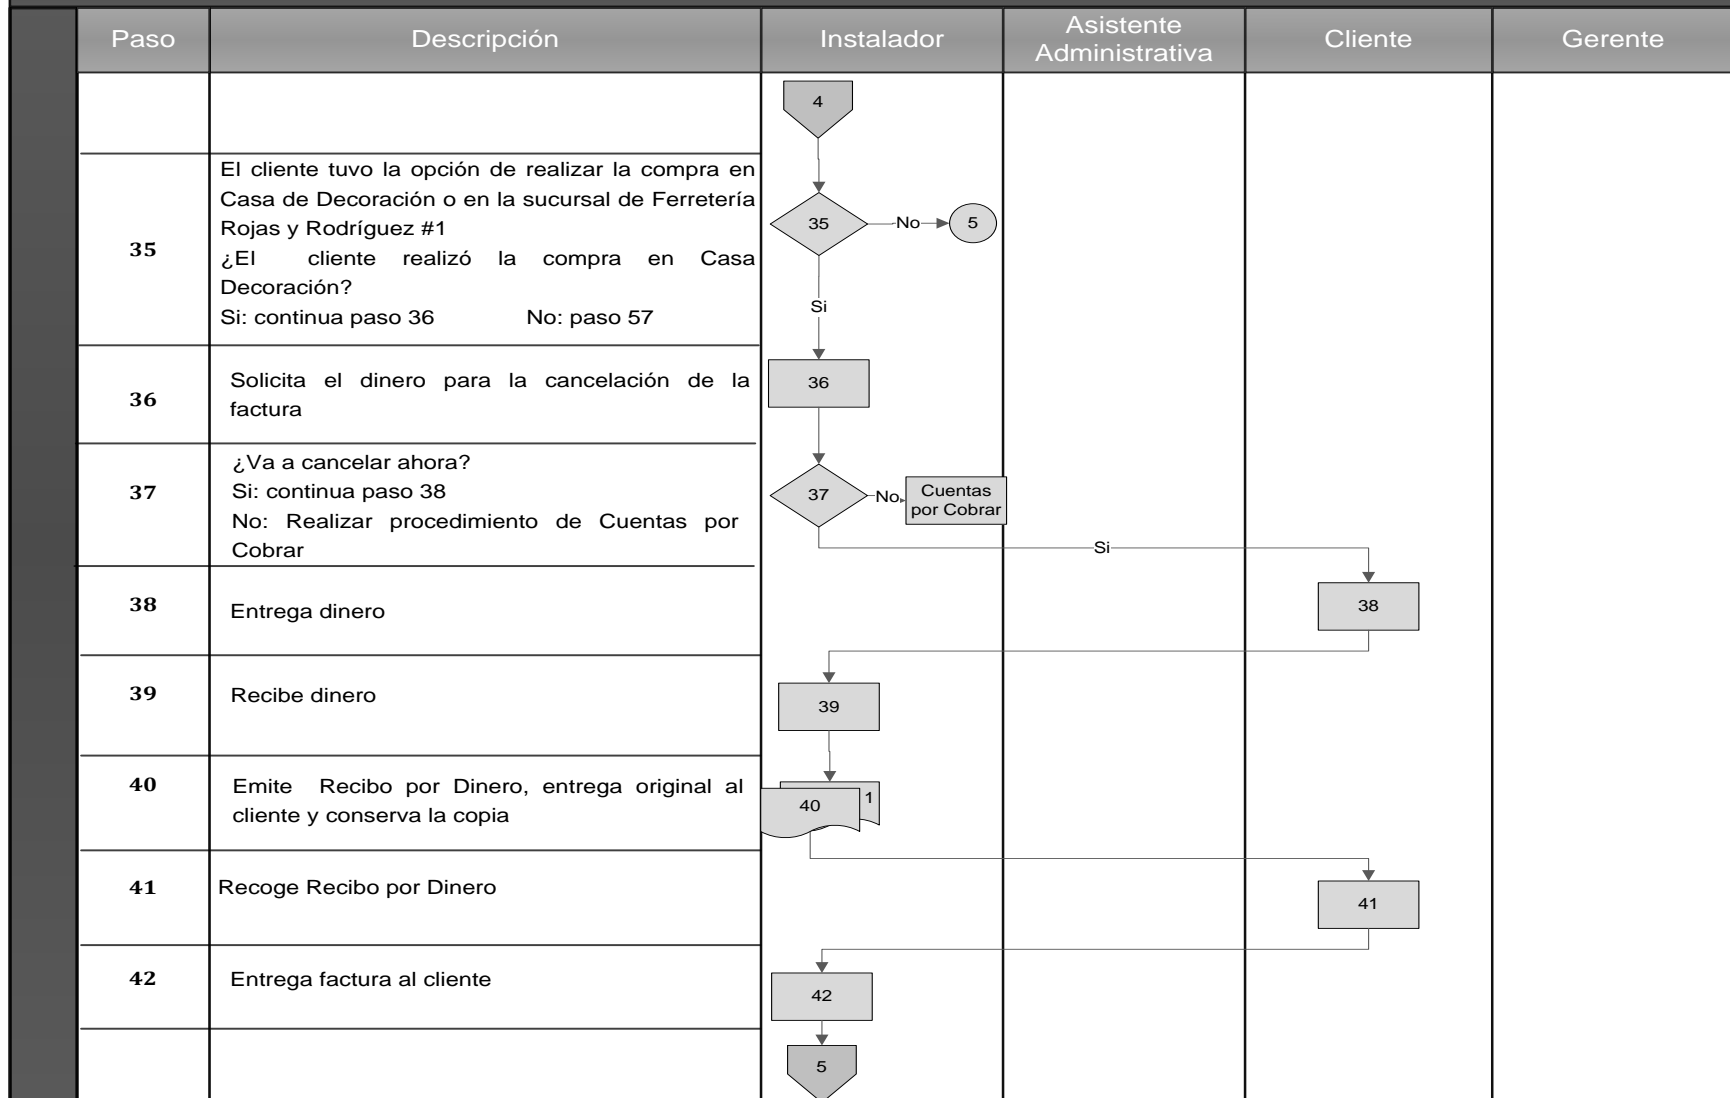 Paso
Descripción
Instalador
Asistente
Administrativa
Cliente
Gerente
4
35
El cliente tuvo la opción de realizar la compra en
Casa de Decoración o en la sucursal de Ferretería
Rojas y Rodríguez #1
¿El cliente realizó la compra en Casa
Decoración?
Si: continua paso 36 No: paso 57
35
No
5
Si
36
Solicita el dinero para la cancelación de la
factura
36
37
¿Va a cancelar ahora?
Si: continua paso 38
No: Realizar procedimiento de Cuentas por
Cobrar
37
No
Cuentas
por Cobrar
Si
38
Entrega dinero
38
39
Recibe dinero
39
40
Emite Recibo por Dinero, entrega original al
cliente y conserva la copia
40
1
41
Recoge Recibo por Dinero
41
42
Entrega factura al cliente
42
5